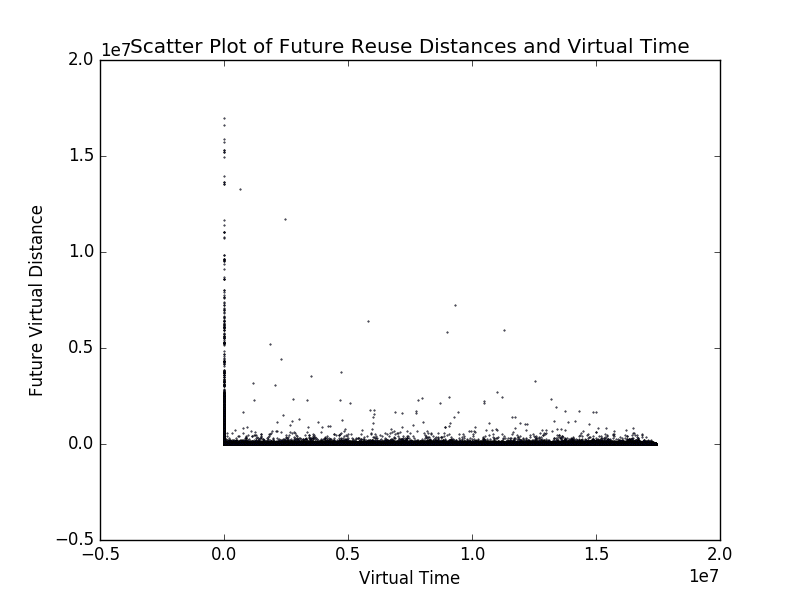 1e7
Scatter Plot of Future Reuse Distances and Virtual Time
2.0
1.5
1.0
0.5
0.0
−0.5
Future Virtual Distance
−0.5
0.0
0.5
1.0
1.5
2.0
1e7
Virtual Time